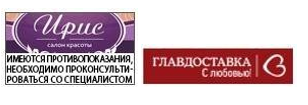 Ирис
салон красоты
ИМЕЮТСЯ ПРОТИВОПОКАЗАНИЯ,
НЕОБХОДИМО ПРОКОНСУЛЬТИ-
РОВАТЬСЯ СО СПЕЦИАЛИСТОМ
ГЛАВДОСТАВКА
С любовью!